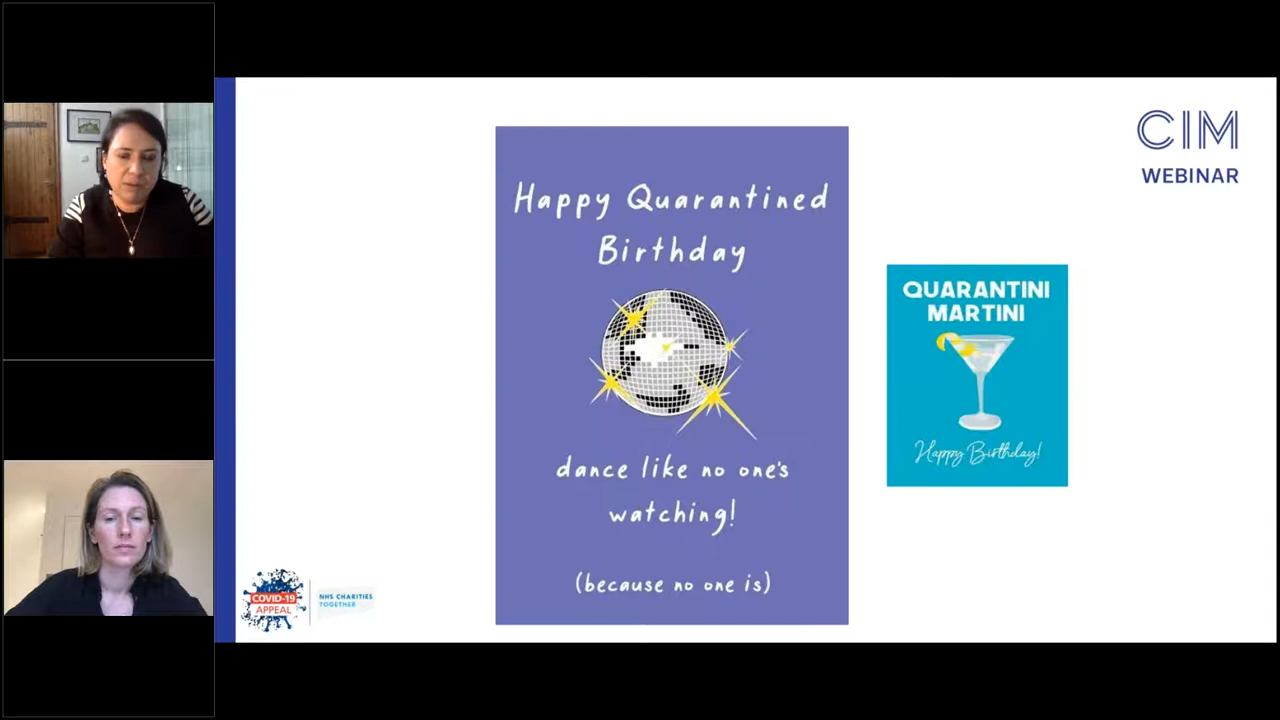 CIM
WEBINAR
Happy Quarantined
Birthday
dance like no one's
watching!
(because no one is)
QUARANTINI
MARTINI
Happy Birthday!
COVID-19
APPEAL
NHS CHARITIES
TOGETHER